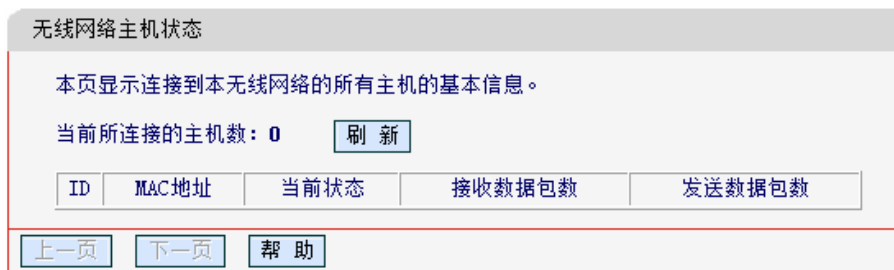 无线网络主机状态
本页显示连接到本无线网络的所有主机的基本信息。
当前所连接的主机数：0 刷 新
ID MAC地址 当前状态 接收数据包数 发送数据包数
上一页 下一页 帮 助